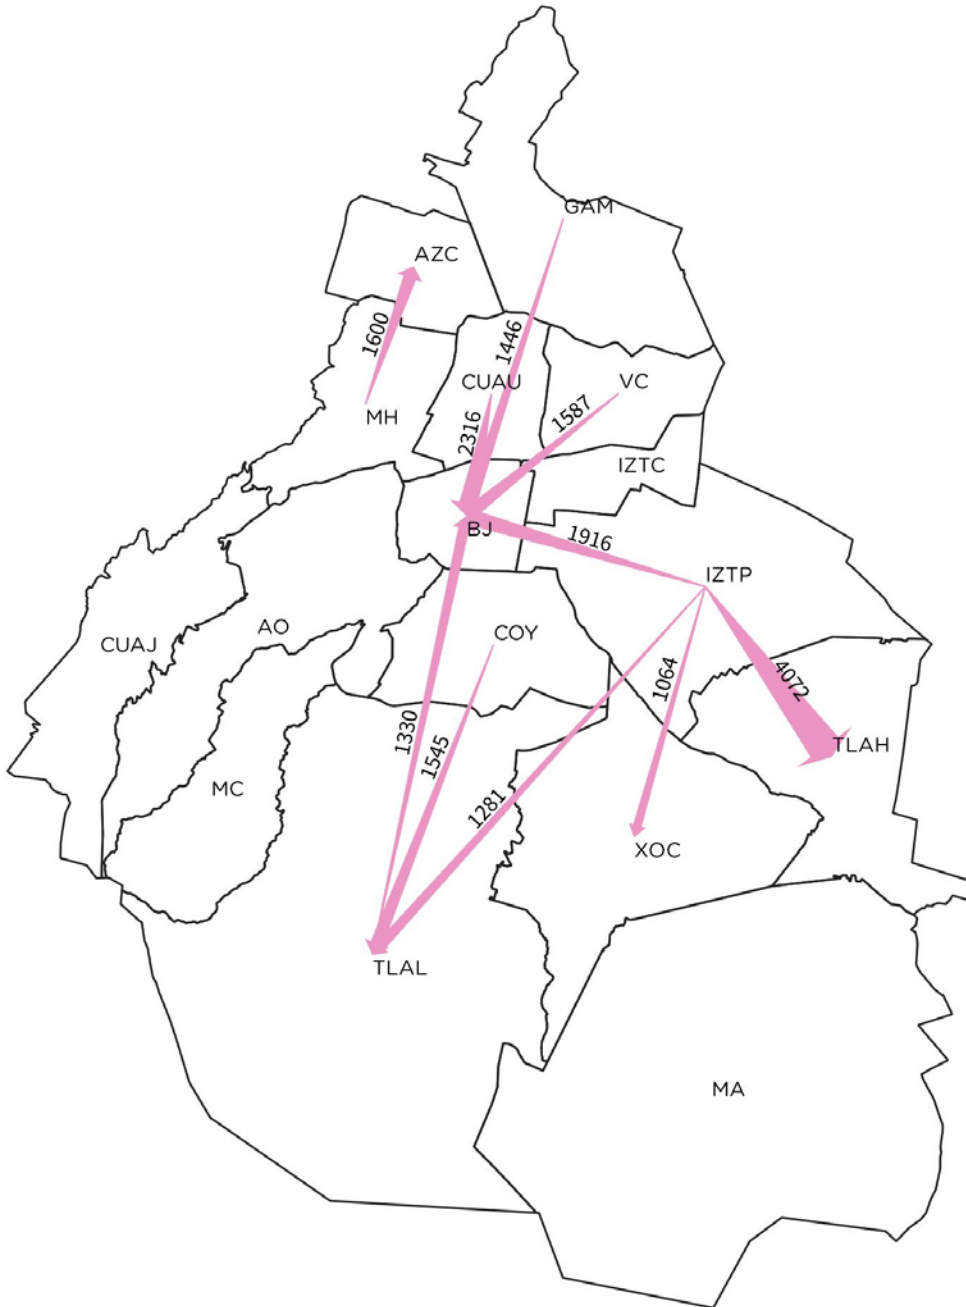 GAM
AZC
1600
1446
CUAU
VC
MH
2316
1587
IZTC
BJ
1916
IZTP
CUAJ
AO
COY
1064
4072
1330
1545
TLAH
MC
1281
XOC
TLAL
MA